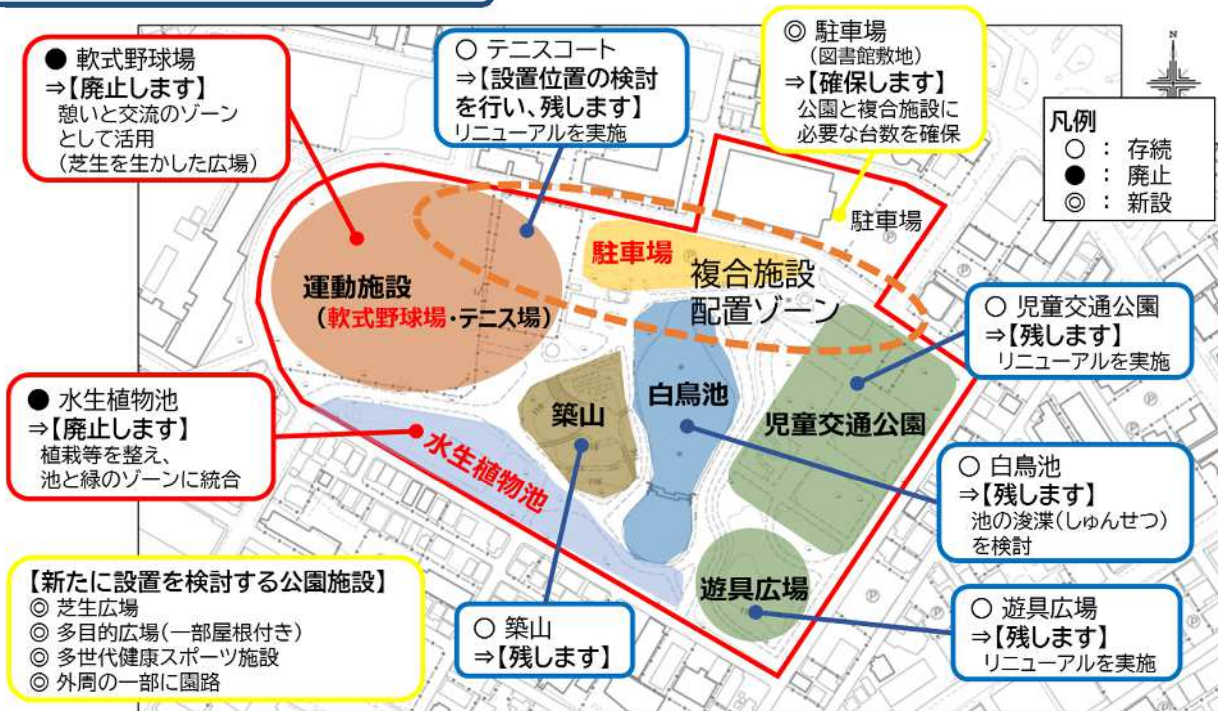 ● 軟式野球場
⇒【廃止します】
憩いと交流のゾーン
として活用
(芝生を生かした広場)
○ テニスコート
⇒【設置位置の検討
を行い、残します】
リニューアルを実施
◎ 駐車場
(図書館敷地)
⇒【確保します】
公園と複合施設に
必要な台数を確保
N
凡例
○ : 存続
● : 廃止
◎ : 新設
駐車場
駐車場
複合施設
配置ゾーン
運動施設
(軟式野球場・テニス場)
○ 児童交通公園
⇒【残します】
リニューアルを実施
● 水生植物池
⇒【廃止します】
植栽等を整え、
池と緑のゾーンに統合
築山
白鳥池
児童交通公園
水生植物池
○ 白鳥池
⇒【残します】
池の浚渫(しゅんせつ)
を検討
遊具広場
【新たに設置を検討する公園施設】
◎ 芝生広場
◎ 多目的広場(一部屋根付き)
◎ 多世代健康スポーツ施設
◎ 外周の一部に園路
○ 築山
⇒【残します】
○ 遊具広場
⇒【残します】
リニューアルを実施